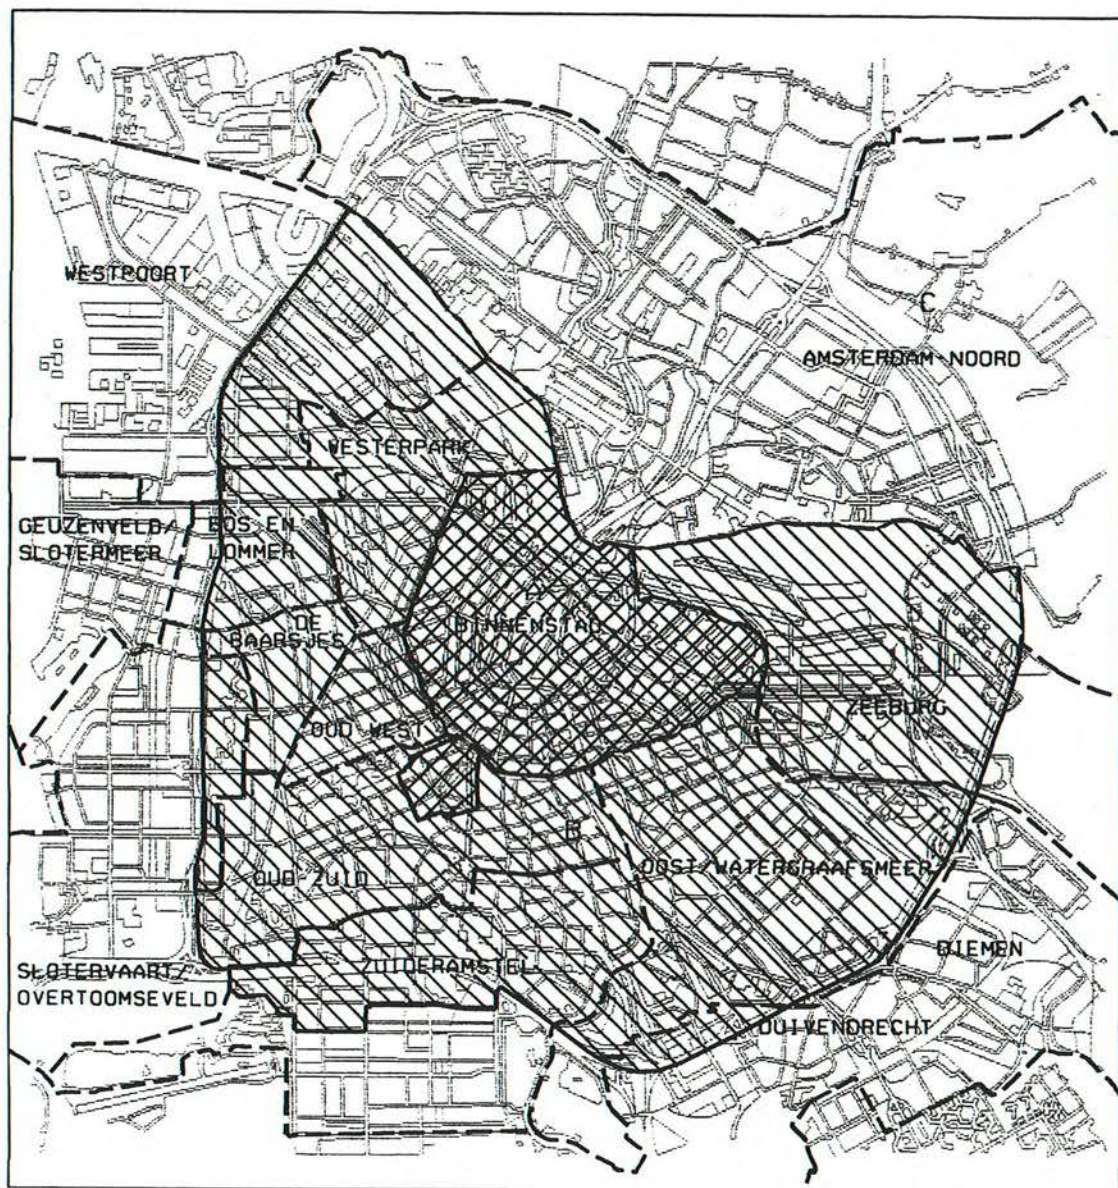 WESTPOORT
C
AMSTERDAM-NOORD
WESTERPARK
GEUZENVELD/
SLOTERMEER
BOS EN
LOMMER
DE
BAARSJES
BINNENSTAD
OUD WEST
ZEEBURG
B
OUD ZUID
OOST/WATERGRAAFSMEER
DIEMEN
ZUIDERAMSTEL
SLOTERVAART/
OVERTOOMSEVELD
DUIVENDRECHT